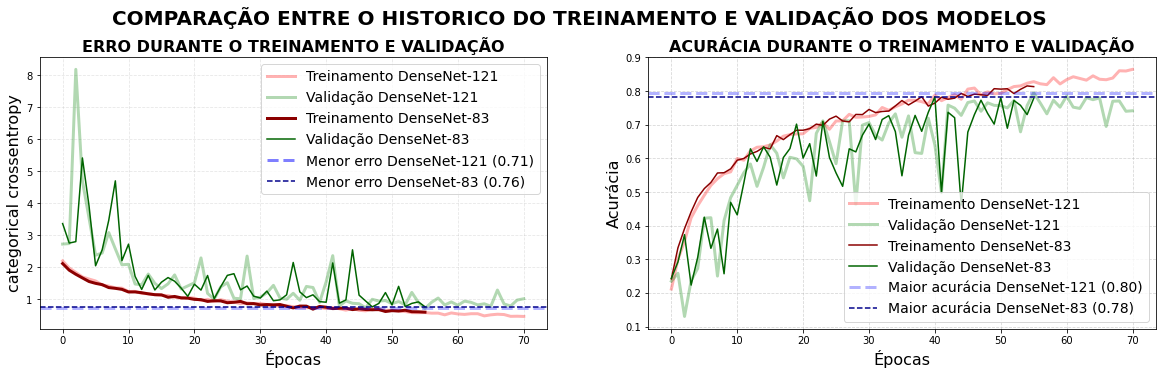 COMPARAÇÃO ENTRE O HISTORICO DO TREINAMENTO E VALIDAÇÃO DOS MODELOS
ERRO DURANTE O TREINAMENTO E VALIDAÇÃO
categorical crossentropy
8
7
6
5
4
3
2
1
Treinamento DenseNet-121
Validação DenseNet-121
Treinamento DenseNet-83
Validação DenseNet-83
Menor erro DenseNet-121 (0.71)
Menor erro DenseNet-83 (0.76)
0 10 20 30 40 50 60 70
Épocas
ACURÁCIA DURANTE O TREINAMENTO E VALIDAÇÃO
Acurácia
0.9
0.8
0.7
0.6
0.5
0.4
0.3
0.2
0.1
Treinamento DenseNet-121
Validação DenseNet-121
Treinamento DenseNet-83
Validação DenseNet-83
Maior acurácia DenseNet-121 (0.80)
Maior acurácia DenseNet-83 (0.78)
0 10 20 30 40 50 60 70
Épocas